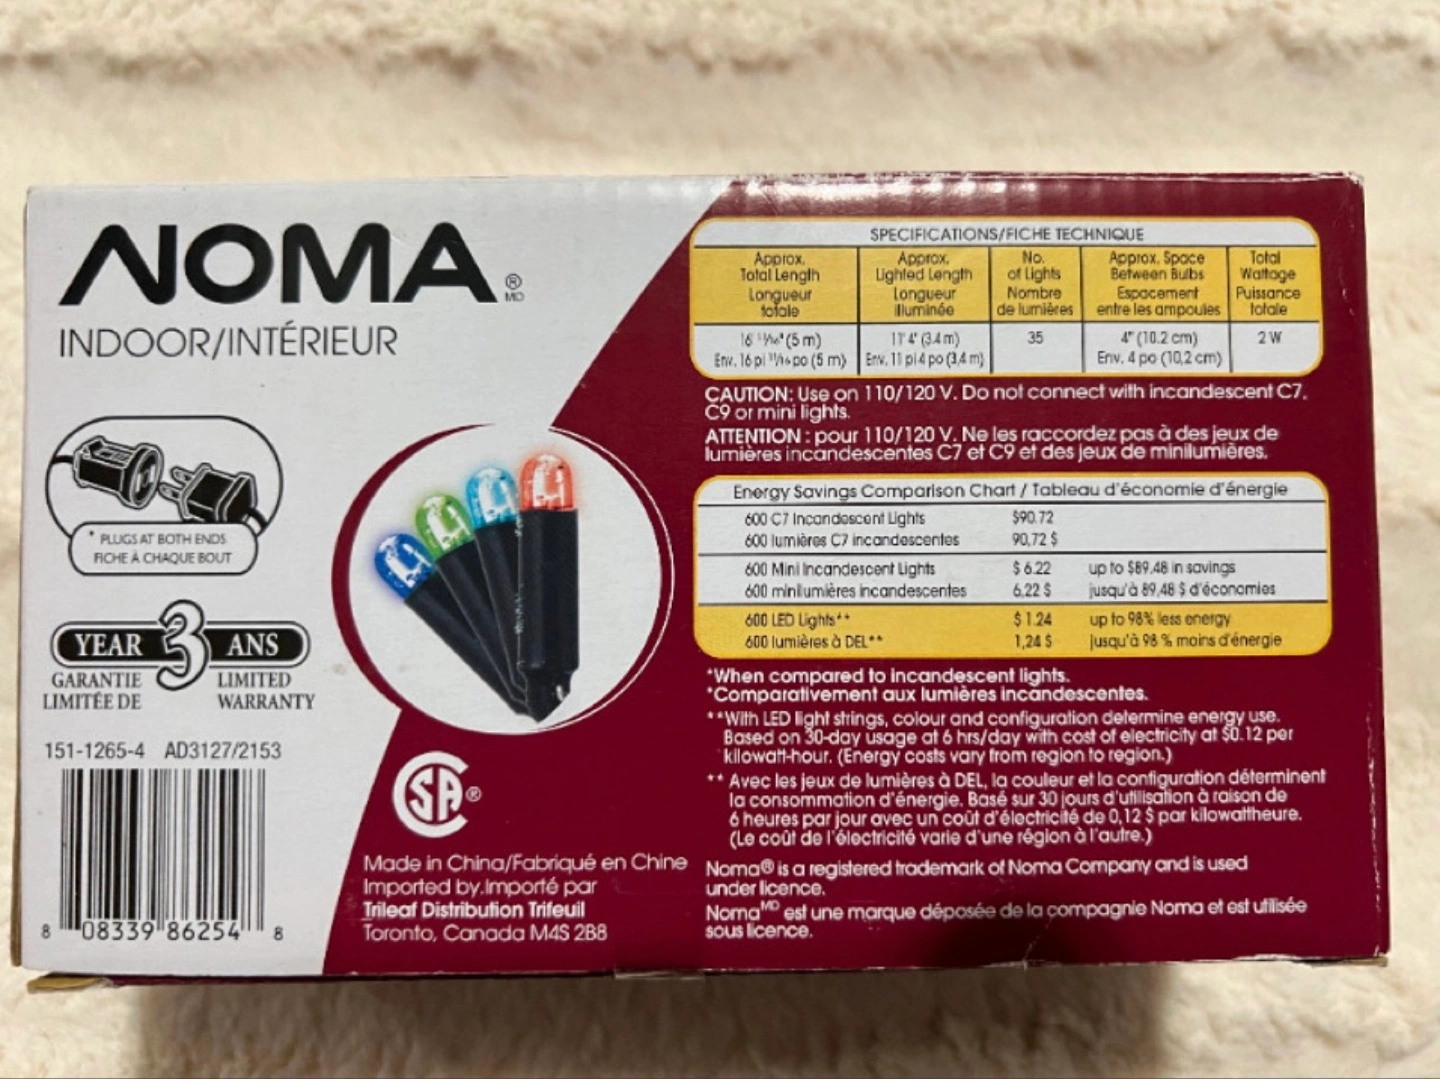 NOMA®
MD
INDOOR/INTÉRIEUR
* PLUGS AT BOTH ENDS
FICHE À CHAQUE BOUT
YEAR 3 ANS
GARANTIE LIMITED
LIMITÉE DE WARRANTY
151-1265-4 AD3127/2153
8 08339 86254 8
CSA®
Made in China/Fabriqué en Chine
Imported by.Importé par
Trileaf Distribution Trifeuil
Toronto, Canada M4S 2B8
SPECIFICATIONS/FICHE TECHNIQUE
Approx. Approx. No. Approx. Space Total
Total Length Lighted Length of Lights Between Bulbs Wattage
Longueur Longueur Nombre Espacement Puissance
totale illuminée de lumières entre les ampoules totale
16' 11/16" (5 m) 11' 4" (3.4 m) 35 4" (10.2 cm) 2 W
Env. 16 pi 11/16 po (5 m) Env. 11 pi 4 po (3,4 m) Env. 4 po (10,2 cm)
CAUTION: Use on 110/120 V. Do not connect with incandescent C7,
C9 or mini lights.
ATTENTION : pour 110/120 V. Ne les raccordez pas à des jeux de
lumières incandescentes C7 et C9 et des jeux de minilumières.
Energy Savings Comparison Chart / Tableau d'économie d'énergie
600 C7 Incandescent Lights $90.72
600 lumières C7 incandescentes 90,72 $
600 Mini Incandescent Lights $ 6.22 up to $89.48 in savings
600 minilumières incandescentes 6,22 $ jusqu'à 89,48 $ d'économies
600 LED Lights** $ 1.24 up to 98% less energy
600 lumières à DEL** 1,24 $ jusqu'à 98 % moins d'énergie
*When compared to incandescent lights.
*Comparativement aux lumières incandescentes.
**With LED light strings, colour and configuration determine energy use.
Based on 30-day usage at 6 hrs/day with cost of electricity at $0.12 per
kilowatt-hour. (Energy costs vary from region to region.)
** Avec les jeux de lumières à DEL, la couleur et la configuration déterminent
la consommation d'énergie. Basé sur 30 jours d'utilisation à raison de
6 heures par jour avec un coût d'électricité de 0,12 $ par kilowattheure.
(Le coût de l'électricité varie d'une région à l'autre.)
Noma® is a registered trademark of Noma Company and is used
under licence.
Noma MD est une marque déposée de la compagnie Noma et est utilisée
sous licence.